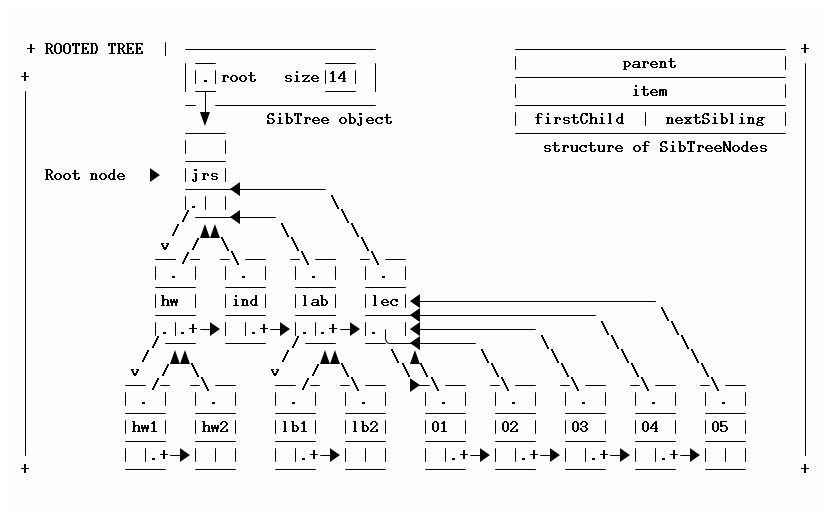 ROOTED TREE
root size 14
SibTree object
parent
item
firstChild | nextSibling
structure of SibTreeNodes
Root node
jrs
v
hw ind lab lec
v v
hw1 hw2 lb1 lb2 01 02 03 04 05